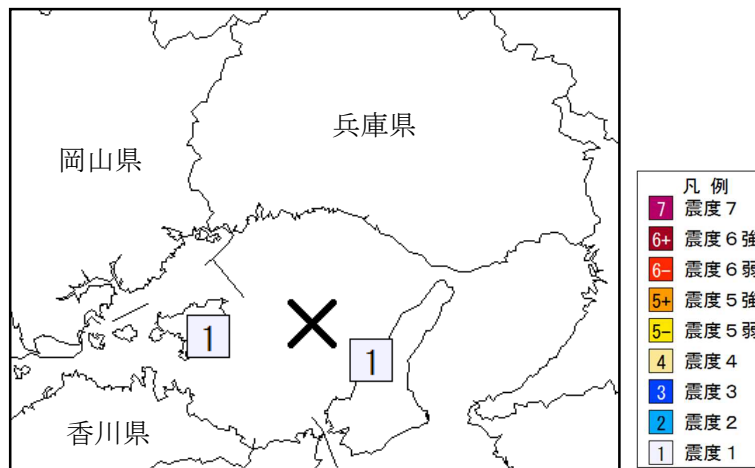 兵庫県
岡山県
香川県
1
1
凡 例
7 震度7
6+ 震度6強
6- 震度6弱
5+ 震度5強
5- 震度5弱
4 震度4
3 震度3
2 震度2
1 震度1